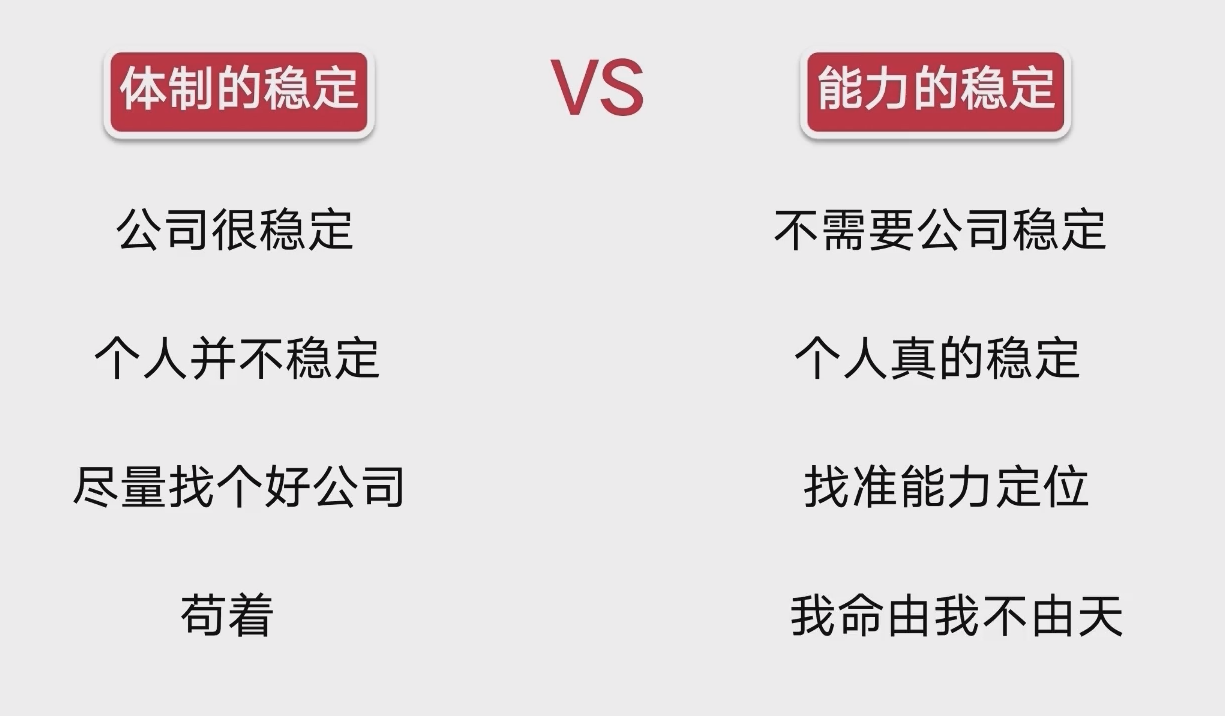 体制的稳定 VS 能力的稳定
公司很稳定 不需要公司稳定
个人并不稳定 个人真的稳定
尽量找个好公司 找准能力定位
苟着 我命由我不由天